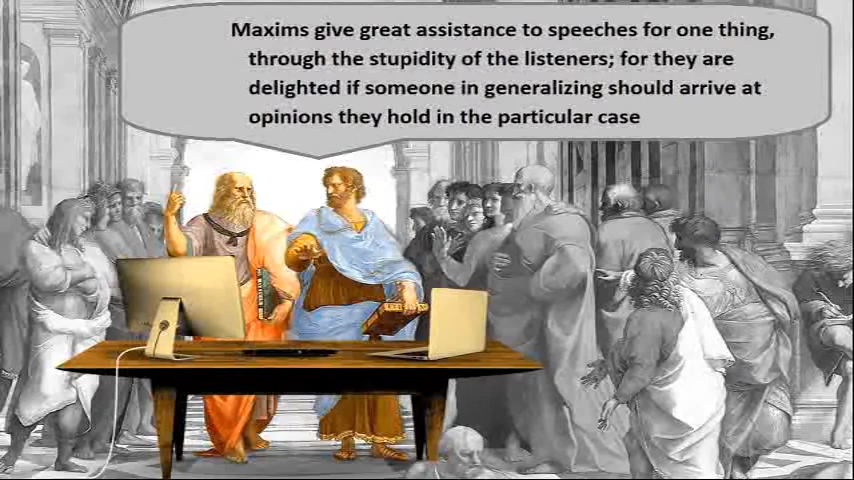 Maxims give great assistance to speeches for one thing,
through the stupidity of the listeners; for they are
delighted if someone in generalizing should arrive at
opinions they hold in the particular case